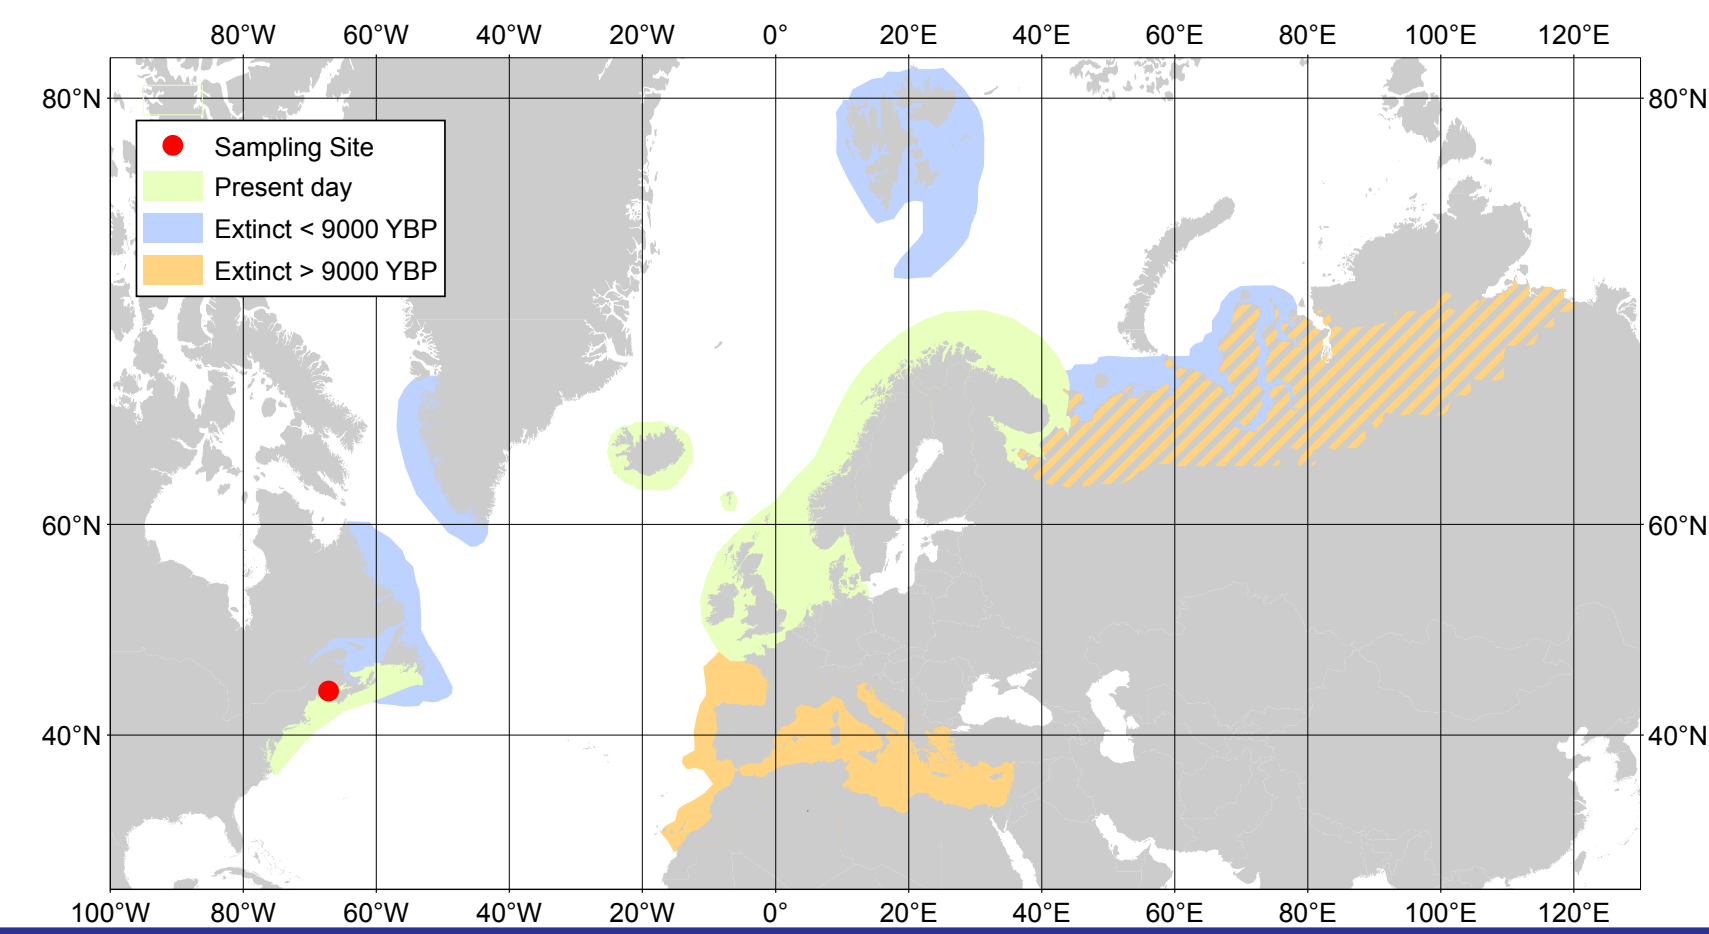 80°W 60°W 40°W 20°W 0° 20°E 40°E 60°E 80°E 100°E 120°E
80°N 80°N
Sampling Site
Present day
Extinct < 9000 YBP
Extinct > 9000 YBP
60°N 60°N
40°N 40°N
100°W 80°W 60°W 40°W 20°W 0° 20°E 40°E 60°E 80°E 100°E 120°E